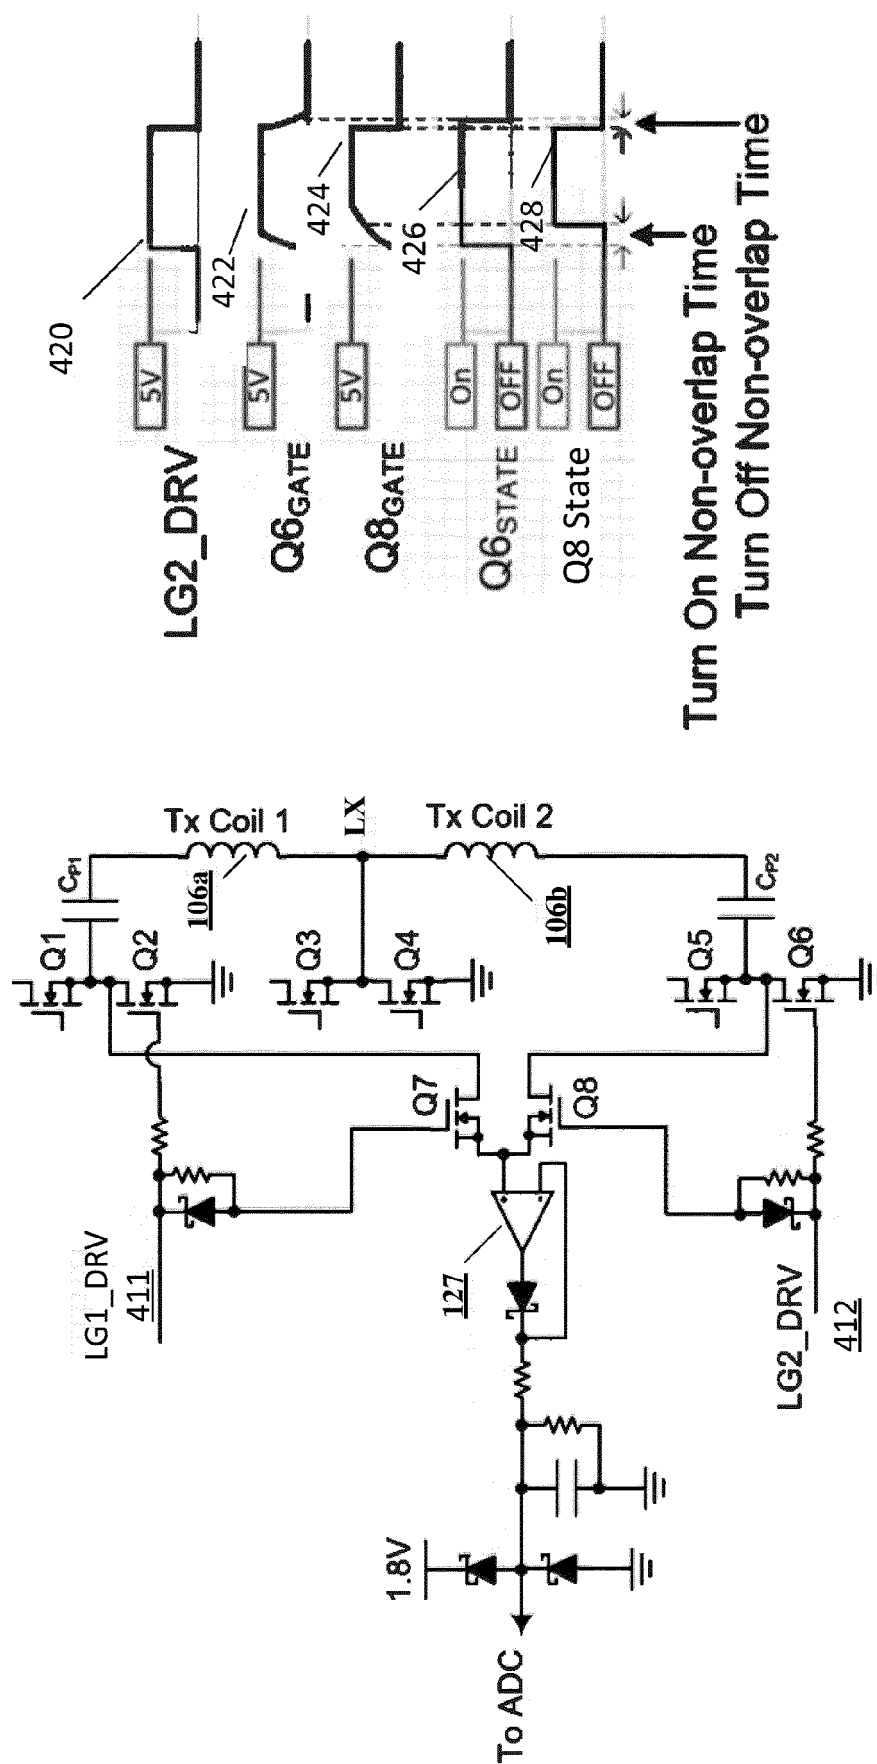 LG2_DRV
5V
420
Q6GATE
5V
422
Q8GATE
5V
424
Q6STATE
On
OFF
426
Q8 State
On
OFF
428
Turn On Non-overlap Time
Turn Off Non-overlap Time
LG1_DRV
411
Q1
Q2
CP1
Tx Coil 1
106a
Q3
Q4
LX
Q7
Q8
127
Tx Coil 2
106b
1.8V
To ADC
Q5
Q6
CP2
LG2_DRV
412